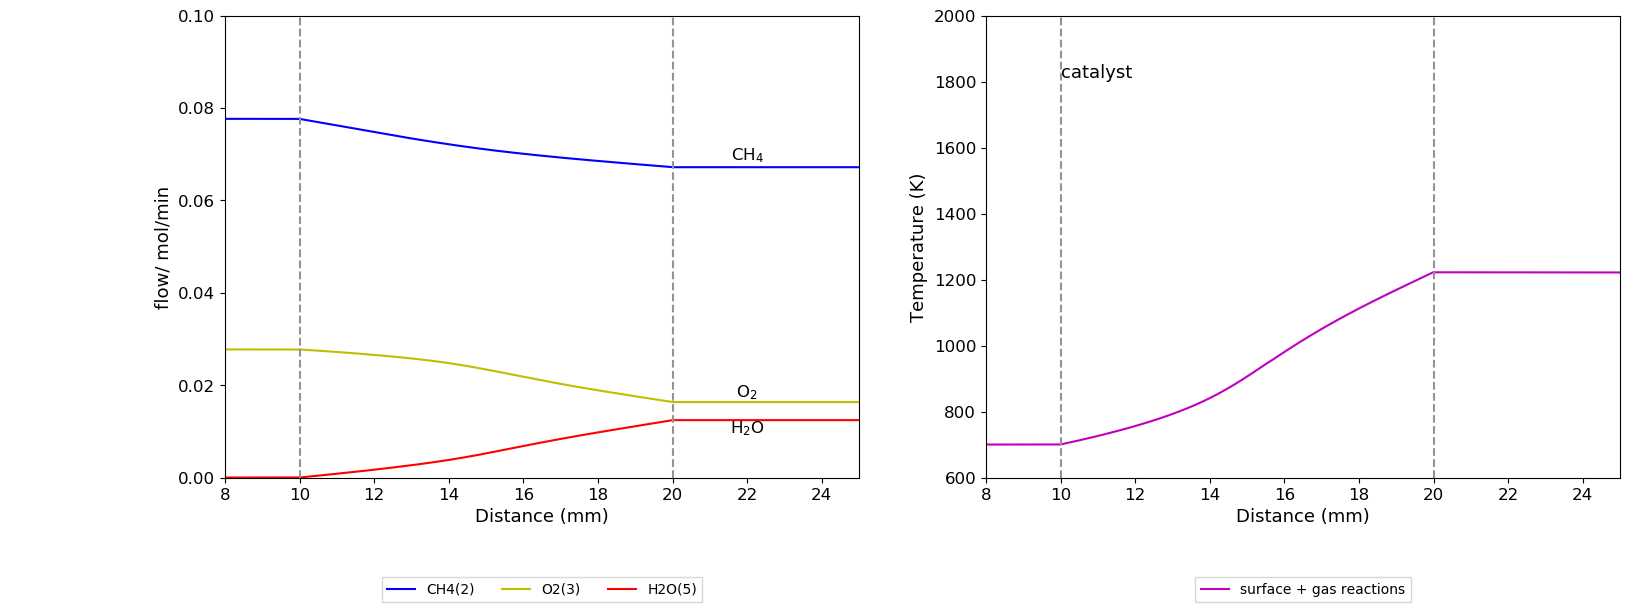 0.10
0.08
0.06
0.04
0.02
0.00
flow/ mol/min
CH₄
O₂
H₂O
8 10 12 14 16 18 20 22 24
Distance (mm)
CH4(2) O2(3) H2O(5)
2000
1800
1600
1400
1200
1000
800
600
Temperature (K)
catalyst
8 10 12 14 16 18 20 22 24
Distance (mm)
surface + gas reactions